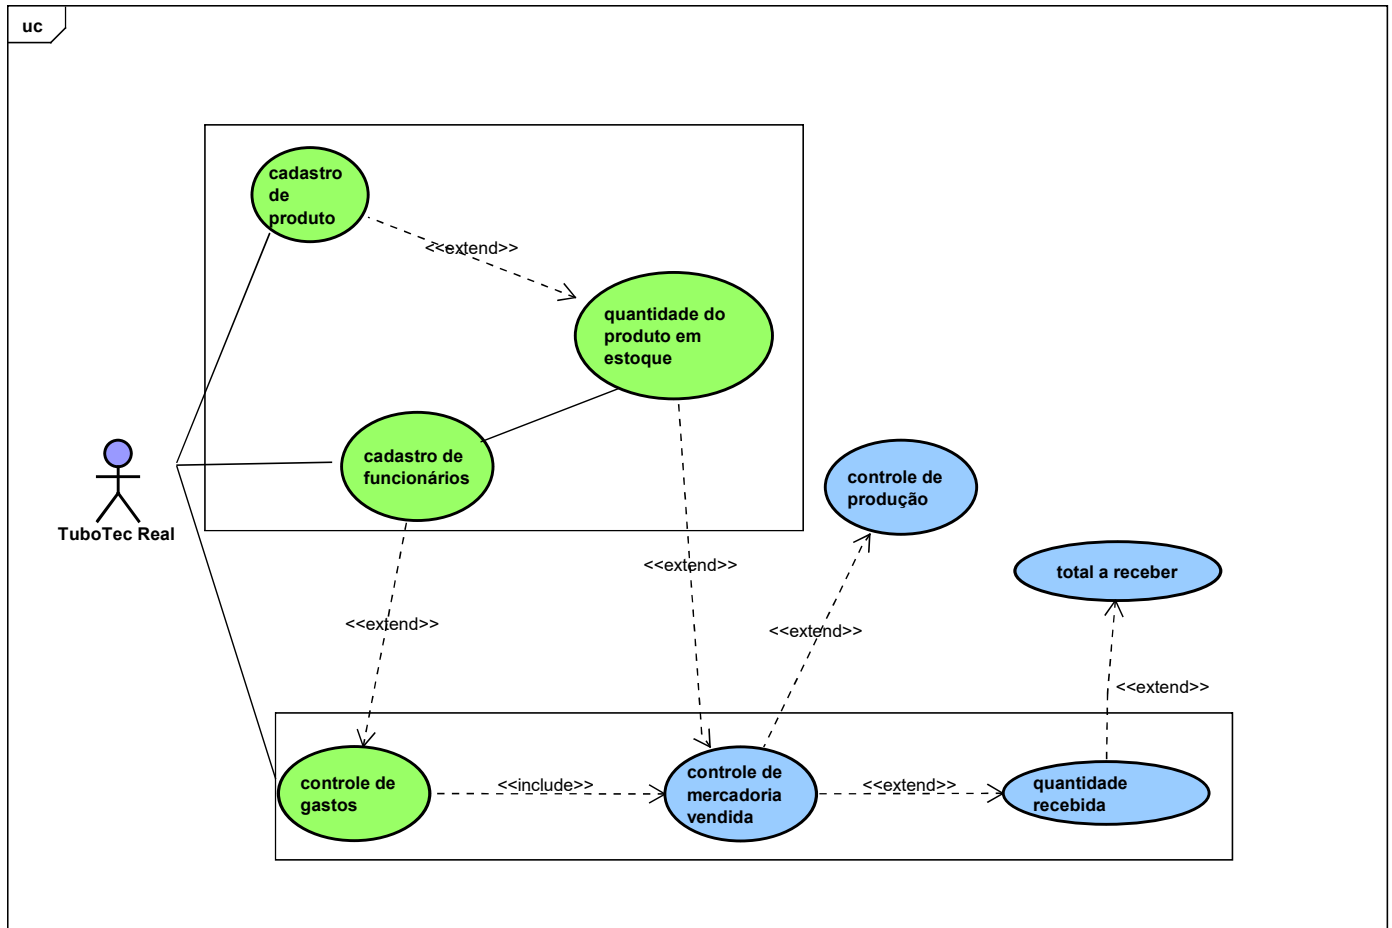 uc
cadastro
de
produto
<<extend>>
quantidade do
produto em
estoque
cadastro de
funcionários
TuboTec Real
controle de
produção
<<extend>>
total a receber
<<extend>>
<<extend>>
<<extend>>
controle de
gastos
<<include>>
controle de
mercadoria
vendida
<<extend>>
quantidade
recebida